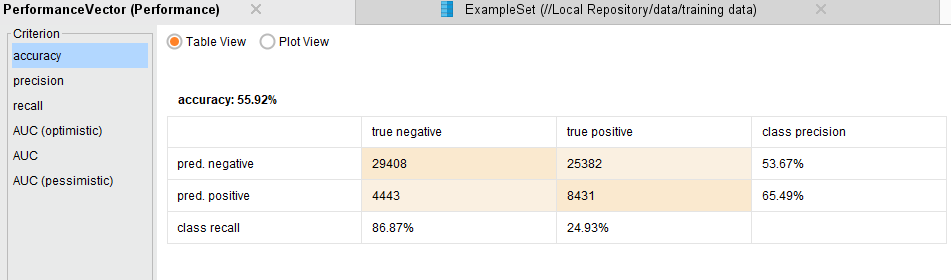 PerformanceVector (Performance)
ExampleSet (//Local Repository/data/training data)
Criterion
accuracy
precision
recall
AUC (optimistic)
AUC
AUC (pessimistic)
Table View Plot View
accuracy: 55.92%
true negative true positive class precision
pred. negative 29408 25382 53.67%
pred. positive 4443 8431 65.49%
class recall 86.87% 24.93%